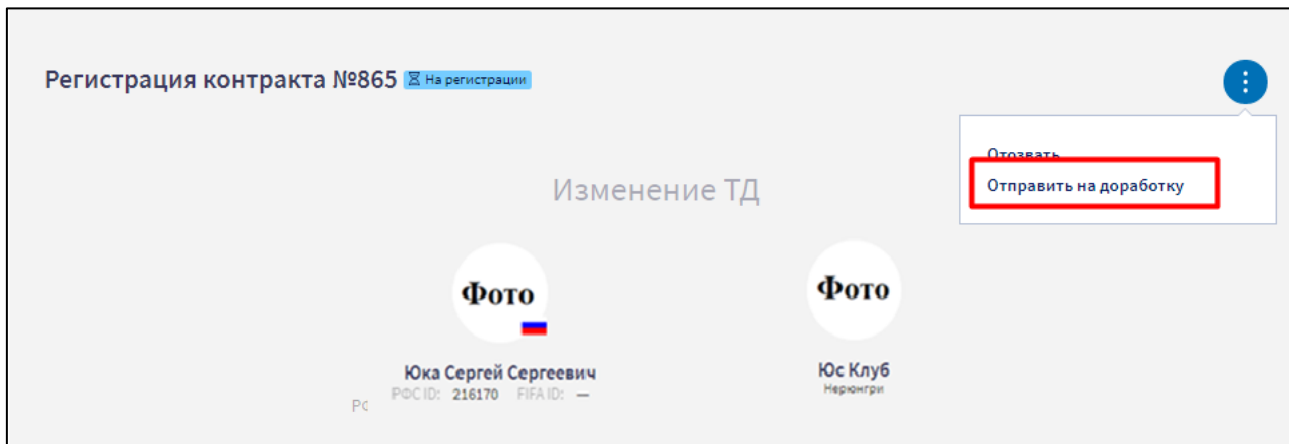 Регистрация контракта №865 На регистрации
Отозвать
Отправить на доработку
Изменение ТД
Фото
Фото
Юка Сергей Сергеевич
РФС ID: 216170 FIFA ID: —
Юс Клуб
Нерюнгри